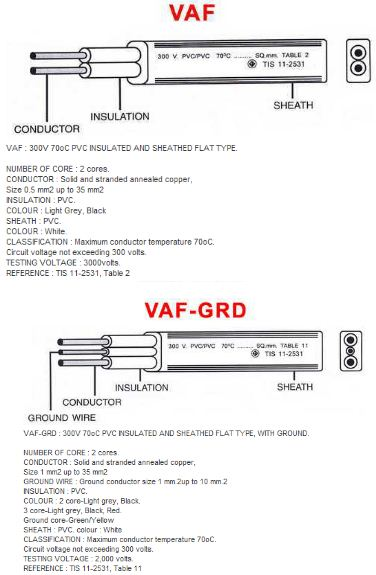 VAF
300 V. PVC/PVC 70°C .......... SQ.mm. TABLE 2
TIS 11-2531
SHEATH
INSULATION
CONDUCTOR
VAF : 300V 70oC PVC INSULATED AND SHEATHED FLAT TYPE.
NUMBER OF CORE : 2 cores.
CONDUCTOR : Solid and stranded annealed copper,
Size 0.5 mm2 up to 35 mm2
INSULATION : PVC.
COLOUR : Light Grey, Black
SHEATH : PVC.
COLOUR : White
CLASSIFICATION : Maximum conductor temperature 70oC.
Circuit voltage not exceeding 300 volts.
TESTING VOLTAGE : 3000volts.
REFERENCE : TIS 11-2531, Table 2
VAF-GRD
300 V. PVC/PVC 70°C .......... SQ.mm. TABLE 11
TIS 11-2531
INSULATION
SHEATH
CONDUCTOR
GROUND WIRE
VAF-GRD : 300V 70oC PVC INSULATED AND SHEATHED FLAT TYPE, WITH GROUND.
NUMBER OF CORE : 2 cores.
CONDUCTOR : Solid and stranded annealed copper,
Size 1 mm2 up to 35 mm2
GROUND WIRE : Ground conductor size 1 mm.2up to 10 mm.2
INSULATION : PVC.
COLOUR : 2 core-Light grey, Black.
3 core-Light grey, Black, Red.
Ground core-Green/Yellow
SHEATH : PVC. colour : White
CLASSIFICATION : Maximum conductor temperature 70oC.
Circuit voltage not exceeding 300 volts.
TESTING VOLTAGE : 2,000 volts.
REFERENCE : TIS 11-2531, Table 11